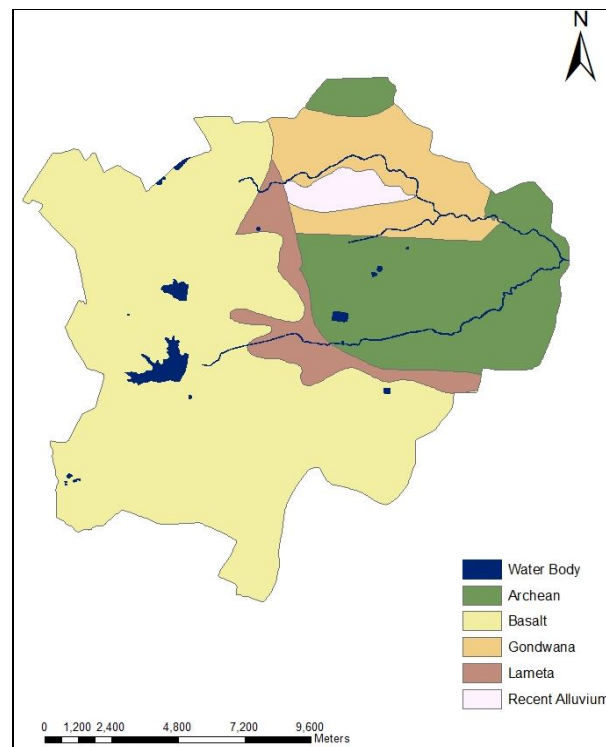 N
Water Body
Archean
Basalt
Gondwana
Lameta
Recent Alluvium
0 1,200 2,400 4,800 7,200 9,600
Meters